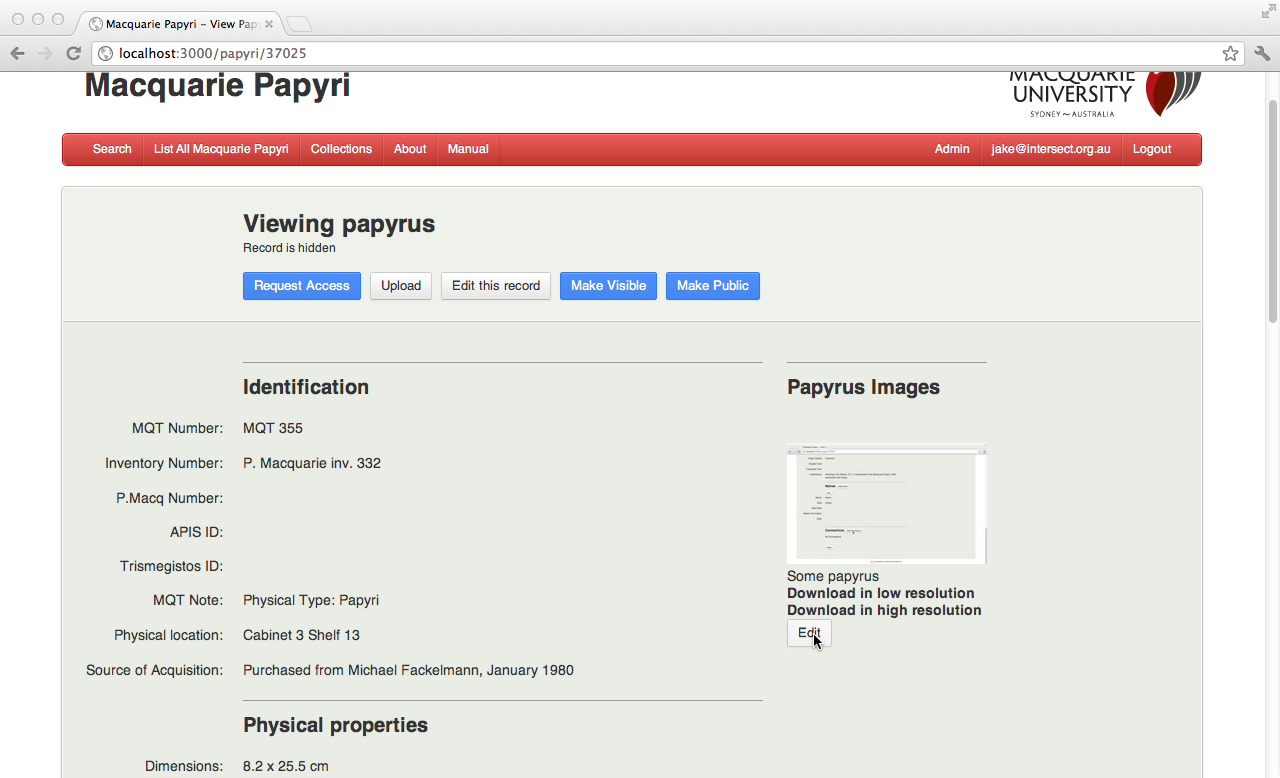 Macquarie Papyri – View Pap
localhost:3000/papyri/37025
Macquarie Papyri
MACQUARIE
UNIVERSITY
SYDNEY ~ AUSTRALIA
Search List All Macquarie Papyri Collections About Manual Admin jake@intersect.org.au Logout
Viewing papyrus
Record is hidden
Request Access Upload Edit this record Make Visible Make Public
Identification
MQT Number: MQT 355
Inventory Number: P. Macquarie inv. 332
P.Macq Number:
APIS ID:
Trismegistos ID:
MQT Note: Physical Type: Papyri
Physical location: Cabinet 3 Shelf 13
Source of Acquisition: Purchased from Michael Fackelmann, January 1980
Physical properties
Dimensions: 8.2 x 25.5 cm
Papyrus Images
Some papyrus
Download in low resolution
Download in high resolution
Edit